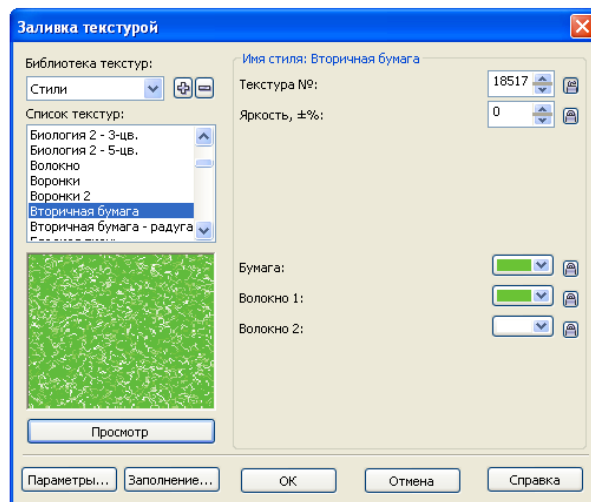 Заливка текстурой
Библиотека текстур:
Стили
Список текстур:
Биология 2 - 3-цв.
Биология 2 - 5-цв.
Волокно
Воронки
Воронки 2
Вторичная бумага
Вторичная бумага - радуга
Просмотр
Имя стиля: Вторичная бумага
Текстура №:
18517
Яркость, ±%:
0
Бумага:
Волокно 1:
Волокно 2:
Параметры...
Заполнение...
ОК
Отмена
Справка